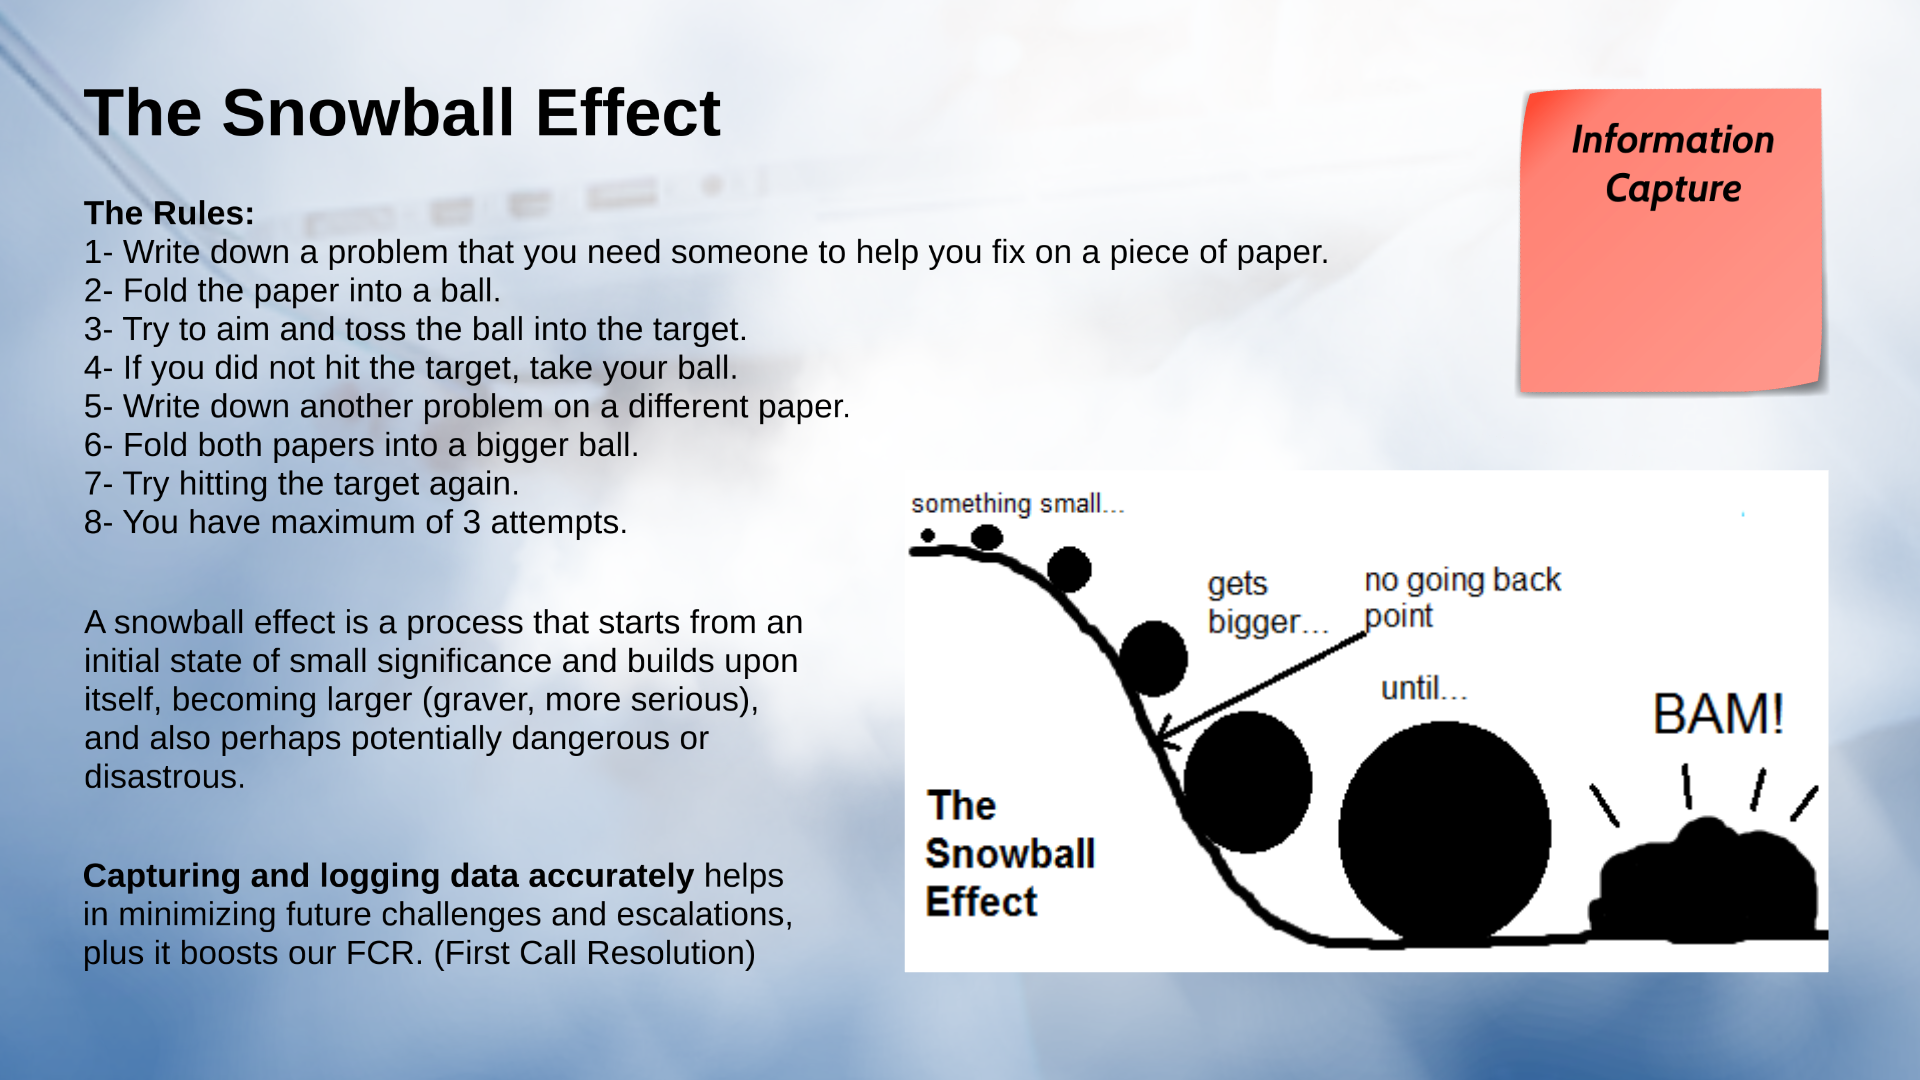 The Snowball Effect
Information
Capture
The Rules:
1- Write down a problem that you need someone to help you fix on a piece of paper.
2- Fold the paper into a ball.
3- Try to aim and toss the ball into the target.
4- If you did not hit the target, take your ball.
5- Write down another problem on a different paper.
6- Fold both papers into a bigger ball.
7- Try hitting the target again.
8- You have maximum of 3 attempts.
A snowball effect is a process that starts from an
initial state of small significance and builds upon
itself, becoming larger (graver, more serious),
and also perhaps potentially dangerous or
disastrous.
Capturing and logging data accurately helps
in minimizing future challenges and escalations,
plus it boosts our FCR. (First Call Resolution)
something small...
gets
bigger...
no going back
point
until...
BAM!
The
Snowball
Effect